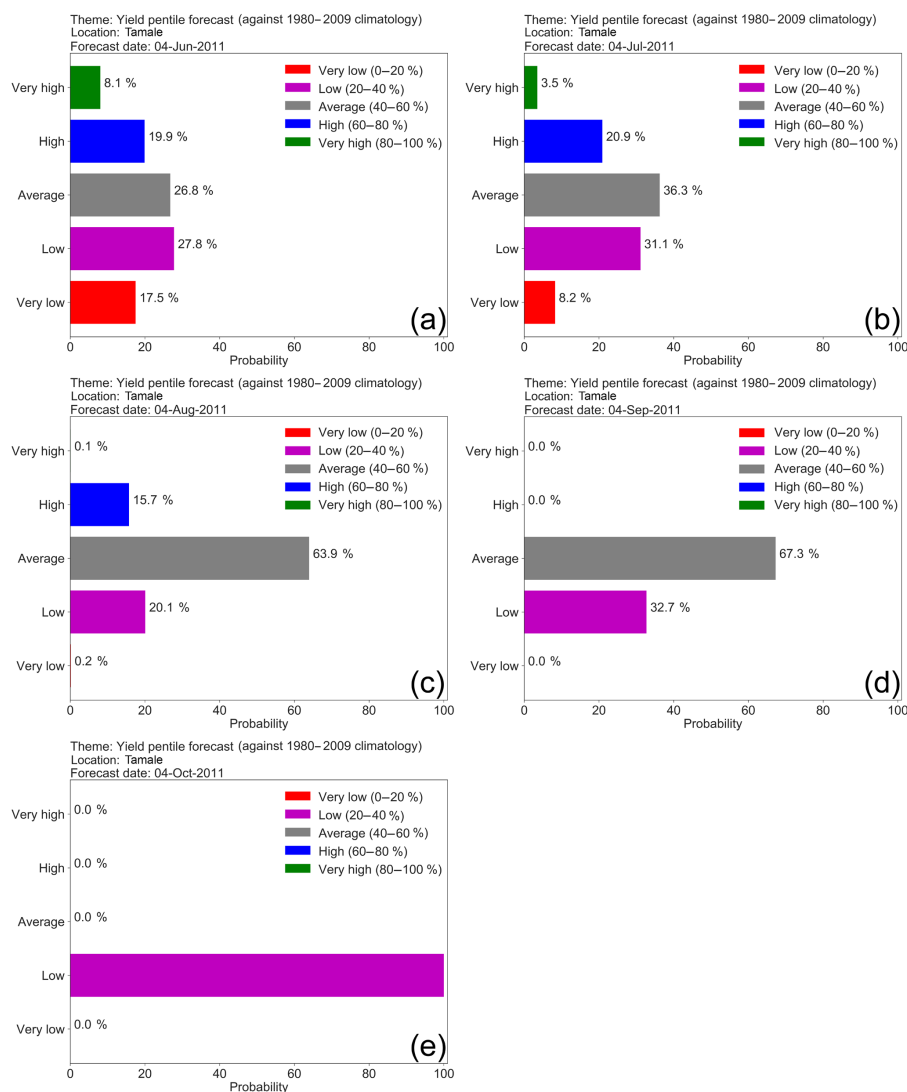 Theme: Yield pentile forecast (against 1980–2009 climatology)
Location: Tamale
Forecast date: 04-Jun-2011
Very high
8.1 %
High
19.9 %
Average
26.8 %
Low
27.8 %
Very low
17.5 %
Very low (0–20 %)
Low (20–40 %)
Average (40–60 %)
High (60–80 %)
Very high (80–100 %)
(a)
0 20 40 60 80 100
Probability
Theme: Yield pentile forecast (against 1980–2009 climatology)
Location: Tamale
Forecast date: 04-Jul-2011
Very high
3.5 %
High
20.9 %
Average
36.3 %
Low
31.1 %
Very low
8.2 %
Very low (0–20 %)
Low (20–40 %)
Average (40–60 %)
High (60–80 %)
Very high (80–100 %)
(b)
0 20 40 60 80 100
Probability
Theme: Yield pentile forecast (against 1980–2009 climatology)
Location: Tamale
Forecast date: 04-Aug-2011
Very high
0.1 %
High
15.7 %
Average
63.9 %
Low
20.1 %
Very low
0.2 %
Very low (0–20 %)
Low (20–40 %)
Average (40–60 %)
High (60–80 %)
Very high (80–100 %)
(c)
0 20 40 60 80 100
Probability
Theme: Yield pentile forecast (against 1980–2009 climatology)
Location: Tamale
Forecast date: 04-Sep-2011
Very high
0.0 %
High
0.0 %
Average
67.3 %
Low
32.7 %
Very low
0.0 %
Very low (0–20 %)
Low (20–40 %)
Average (40–60 %)
High (60–80 %)
Very high (80–100 %)
(d)
0 20 40 60 80 100
Probability
Theme: Yield pentile forecast (against 1980–2009 climatology)
Location: Tamale
Forecast date: 04-Oct-2011
Very high
0.0 %
High
0.0 %
Average
0.0 %
Low
Very low
0.0 %
Very low (0–20 %)
Low (20–40 %)
Average (40–60 %)
High (60–80 %)
Very high (80–100 %)
(e)
0 20 40 60 80 100
Probability